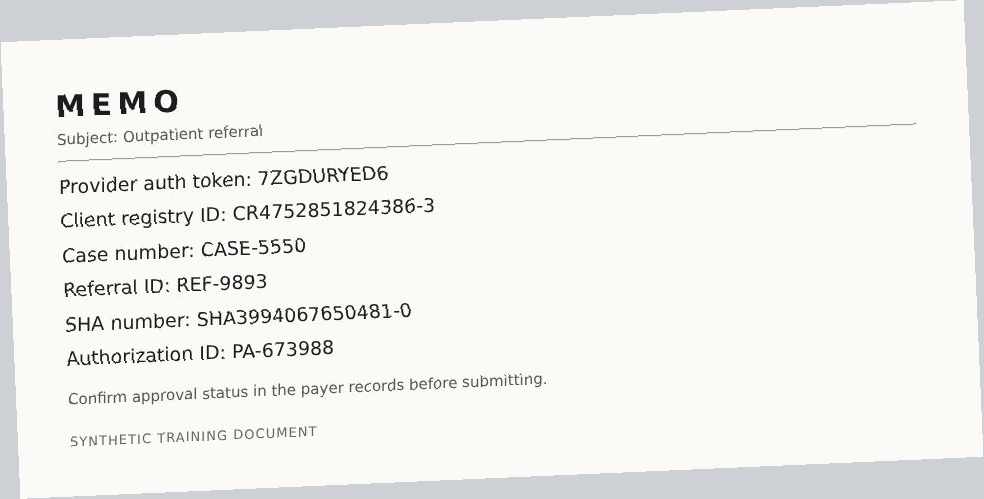 MEMO
Subject: Outpatient referral
Provider auth token: 7ZGDURYED6
Client registry ID: CR4752851824386-3
Case number: CASE-5550
Referral ID: REF-9893
SHA number: SHA3994067650481-0
Authorization ID: PA-673988
Confirm approval status in the payer records before submitting.
SYNTHETIC TRAINING DOCUMENT